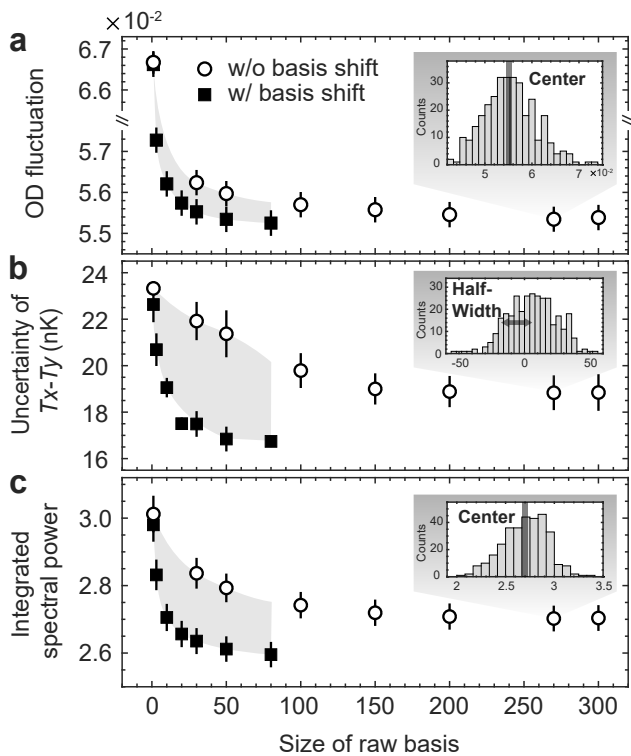 ×10-2
a
6.7
6.6
5.7
5.6
5.5
OD fluctuation
w/o basis shift
w/ basis shift
Center
Counts
30
20
10
0
5
6
7
×10-2
b
24
22
20
18
16
Uncertainty of
Tx-Ty (nK)
Half-
Width
Counts
30
20
10
0
-50
0
50
c
3.0
2.8
2.6
Integrated
spectral power
Center
Counts
40
20
0
2
2.5
3
3.5
0
50
100
150
200
250
300
Size of raw basis